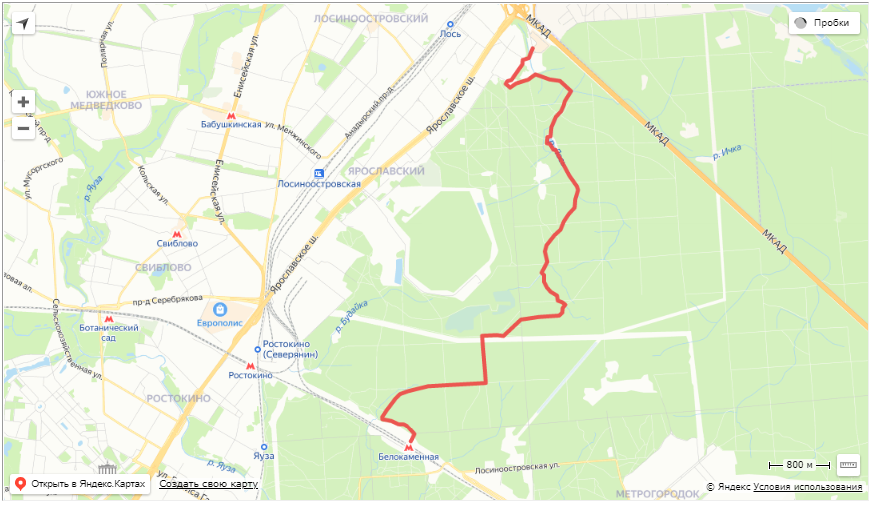 ЛОСИНООСТРОВСКИЙ
Лось
МКАД
Пробки
Полярная ул.
Енисейская ул.
ЮЖНОЕ
МЕДВЕДКОВО
Анадырский пр-д
Ярославское ш.
Бабушкинская
ул. Менжинского
МКАД
р. Ичка
ул. Мусоргского
р. Яуза
Кольская ул.
Енисейская ул.
Лосиноостровская
ЯРОСЛАВСКИЙ
Свиблово
МКАД
СВИБЛОВО
Ярославское ш.
пр-д Серебрякова
Европолис
р. Будайка
Ботанический
сад
Сельскохозяйственная ул.
Ростокино
(Северянин)
Ростокино
РОСТОКИНО
Яуза
р. Яуза
Белокаменная
Лосиноостровская ул.
800 м
Открыть в Яндекс.Картах
Создать свою карту
МЕТРОГОРОДОК
© Яндекс Условия использования